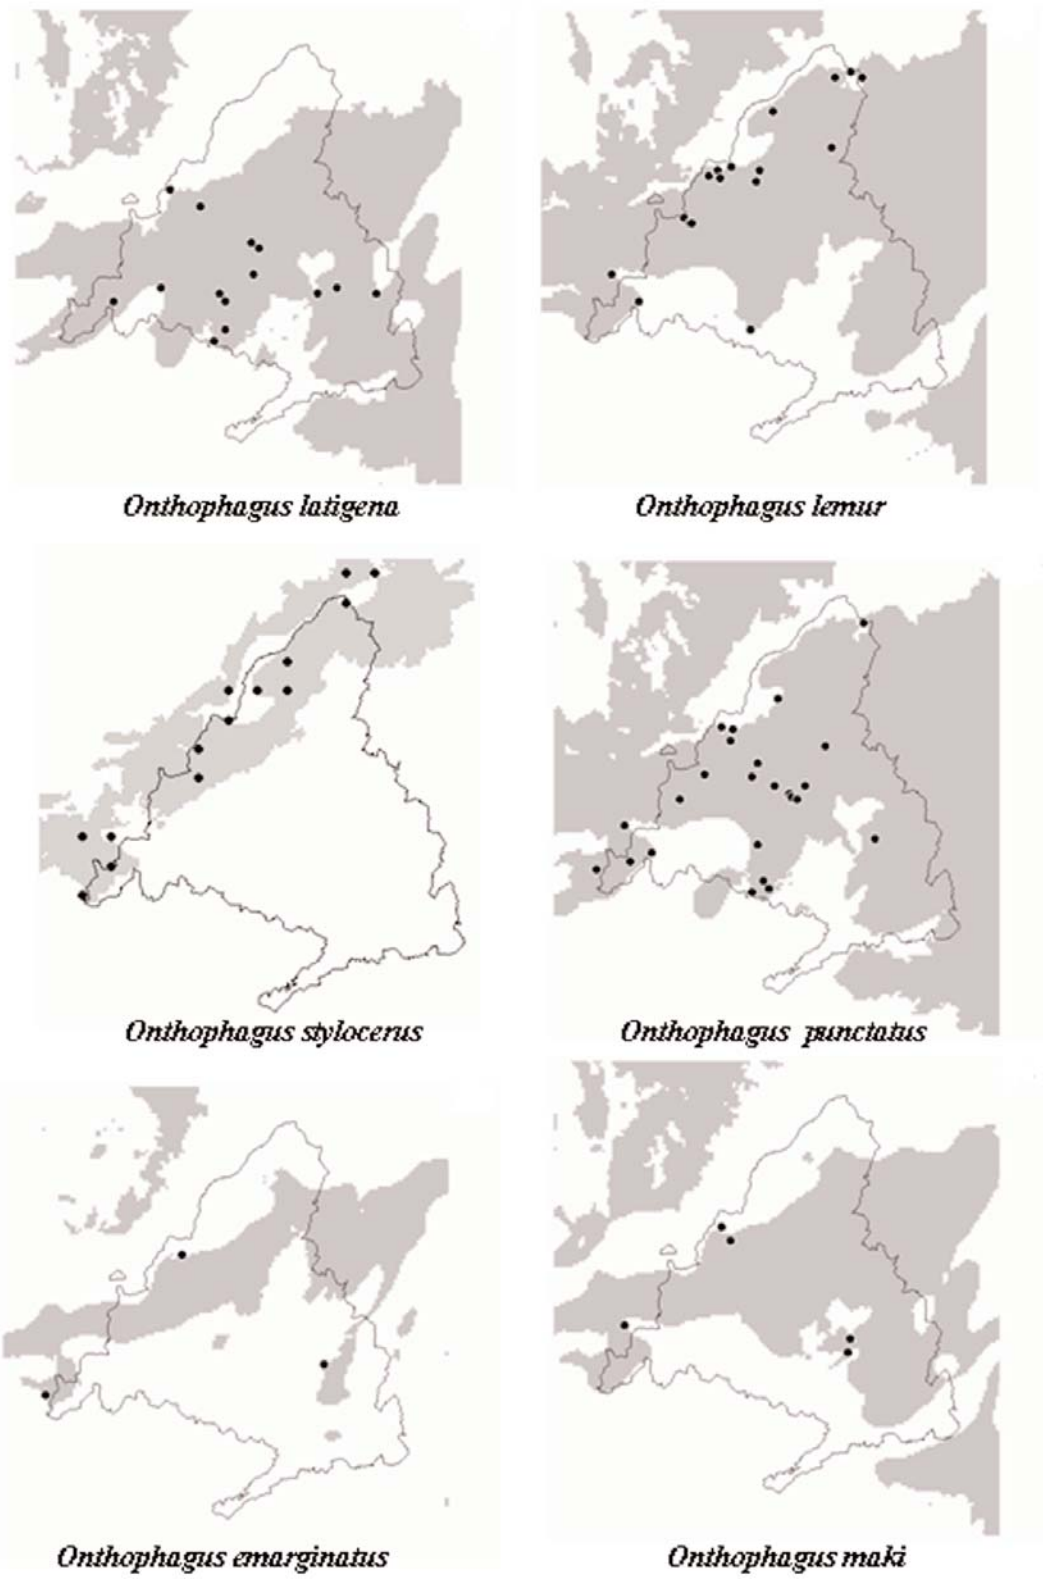 Onthophagus latigena
Onthophagus lemur
Onthophagus stylocerus
Onthophagus punctatus
Onthophagus emarginatus
Onthophagus maki